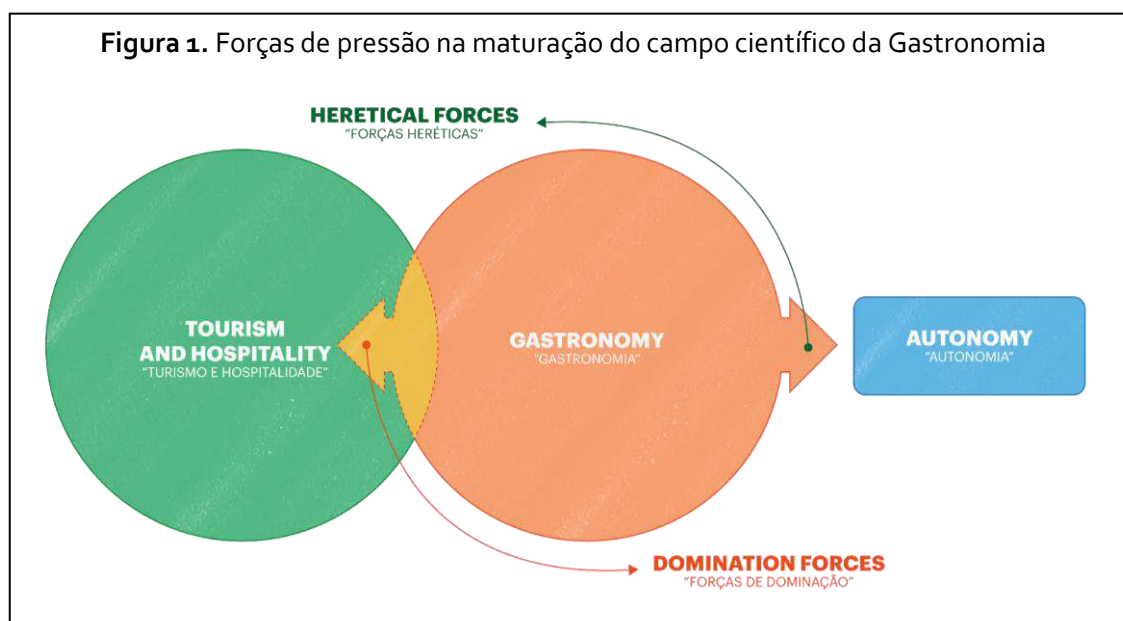 Figura 1. Forças de pressão na maturação do campo científico da Gastronomia
HERETICAL FORCES
"FORÇAS HERÉTICAS"
TOURISM
AND HOSPITALITY
"TURISMO E HOSPITALIDADE"
GASTRONOMY
"GASTRONOMIA"
AUTONOMY
"AUTONOMIA"
DOMINATION FORCES
"FORÇAS DE DOMINAÇÃO"